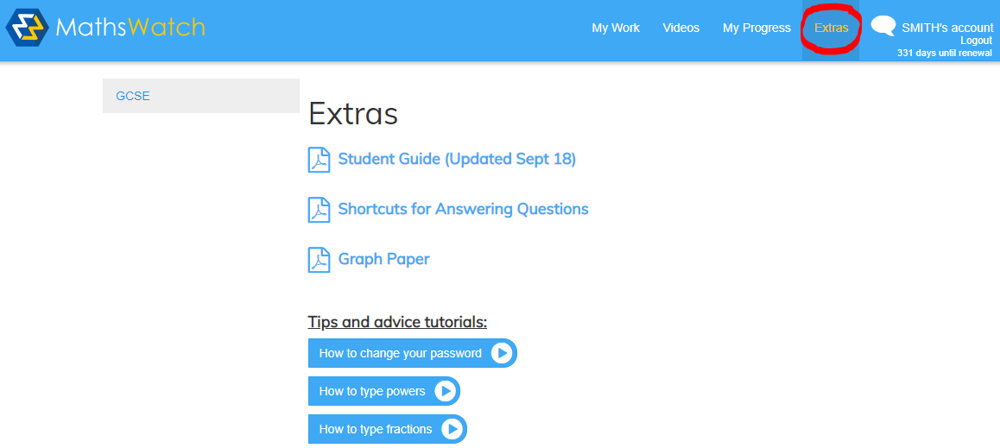 MathsWatch
My Work Videos My Progress Extras SMITH's account
Logout
331 days until renewal
GCSE
Extras
Student Guide (Updated Sept 18)
Shortcuts for Answering Questions
Graph Paper
Tips and advice tutorials:
How to change your password
How to type powers
How to type fractions